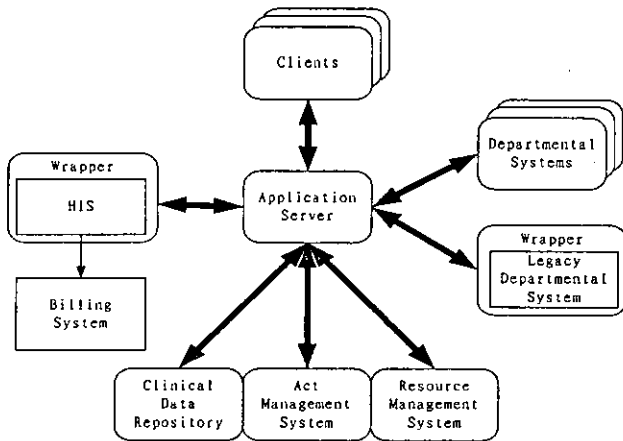 Clients
Departmental
Systems
Wrapper
HIS
Application
Server
Wrapper
Legacy
Departmental
System
Billing
System
Clinical
Data
Repository
Act
Management
System
Resource
Management
System